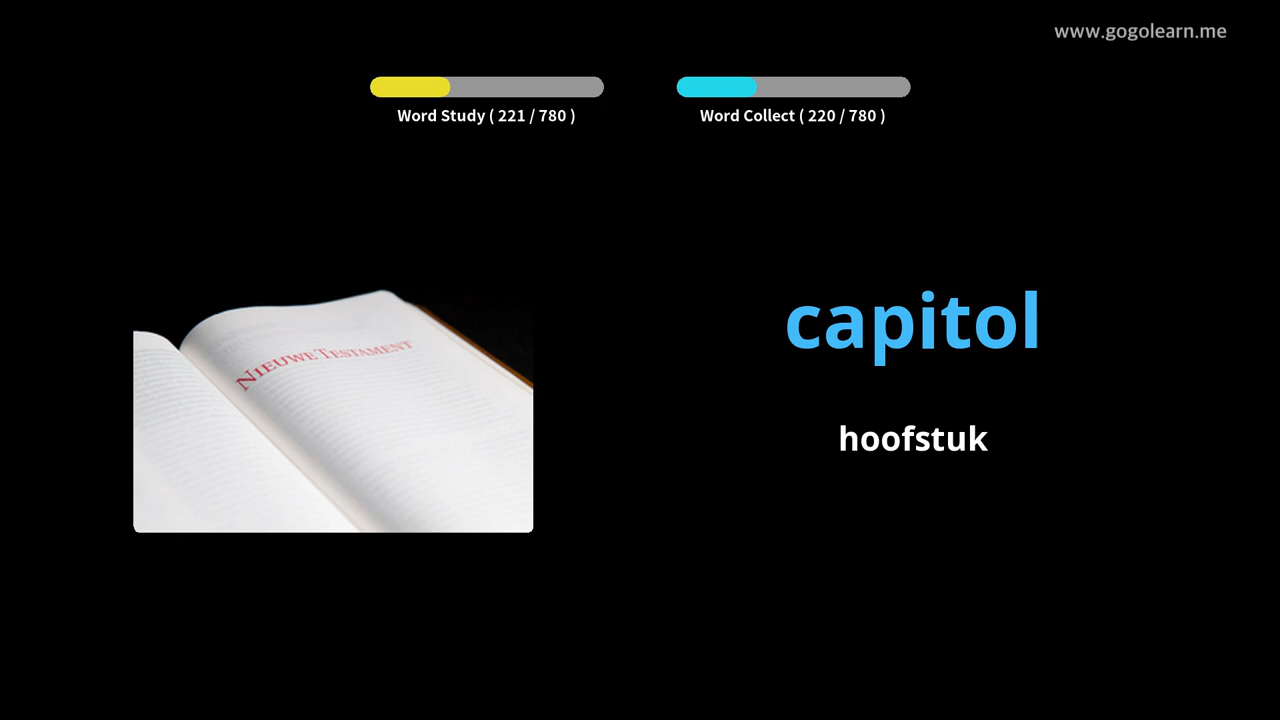 www.gogolearn.me
Word Study ( 221 / 780 )
Word Collect ( 220 / 780 )
NIEUWE TESTAMENT
capitol
hoofstuk